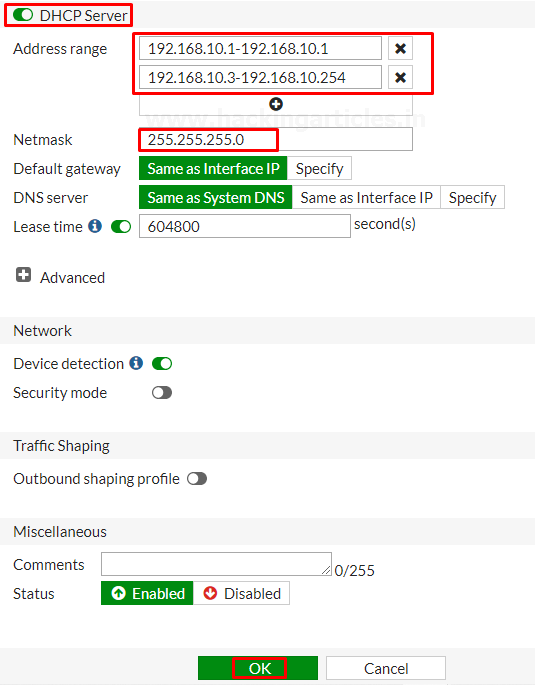 DHCP Server
Address range 192.168.10.1-192.168.10.1
192.168.10.3-192.168.10.254
www.hackingarticles.in
Netmask 255.255.255.0
Default gateway Same as Interface IP Specify
DNS server Same as System DNS Same as Interface IP Specify
Lease time 604800 second(s)
Advanced
Network
Device detection
Security mode
Traffic Shaping
Outbound shaping profile
Miscellaneous
Comments 0/255
Status Enabled Disabled
OK Cancel